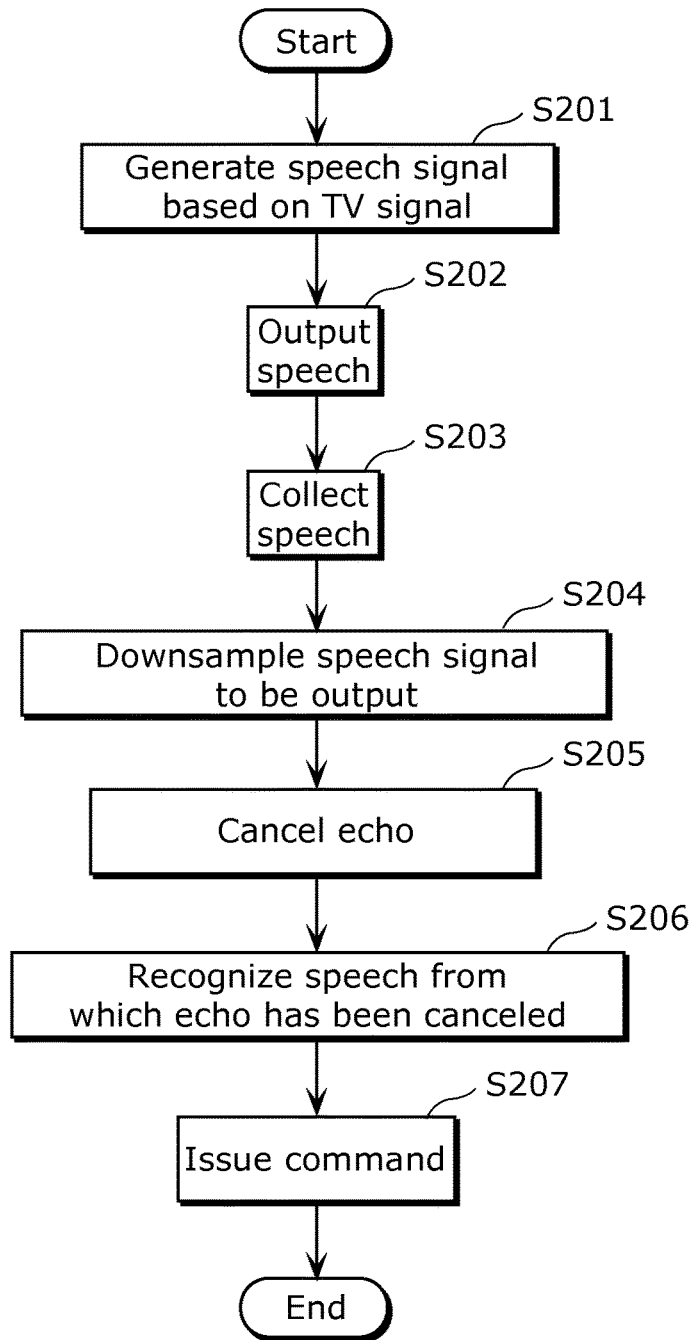 Start
S201
Generate speech signal
based on TV signal
S202
Output
speech
S203
Collect
speech
S204
Downsample speech signal
to be output
S205
Cancel echo
S206
Recognize speech from
which echo has been canceled
S207
Issue command
End